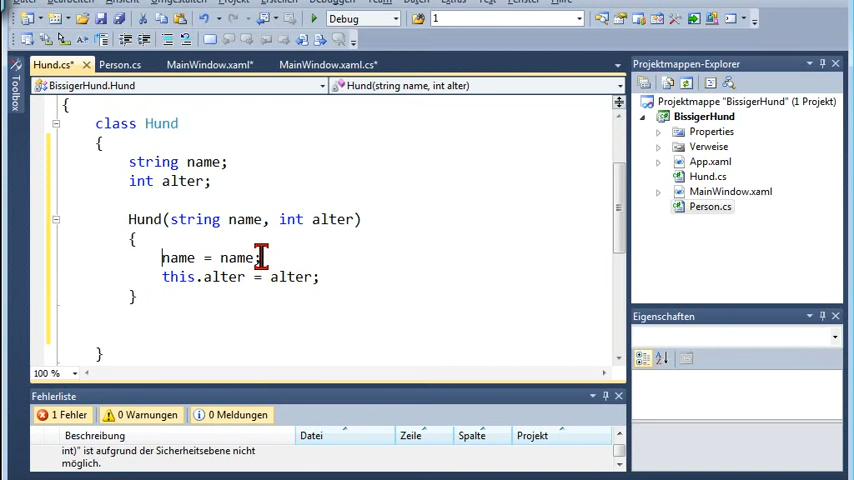 Debug
1
Hund.cs*
Person.cs
MainWindow.xaml*
MainWindow.xaml.cs*
Projektmappen-Explorer
Toolbox
BissigerHund.Hund
Hund(string name, int alter)
{
class Hund
{
string name;
int alter;
Hund(string name, int alter)
{
name = name;
this.alter = alter;
}
}
100 %
Projektmappe "BissigerHund" (1 Projekt)
BissigerHund
Properties
Verweise
App.xaml
Hund.cs
MainWindow.xaml
Person.cs
Eigenschaften
Fehlerliste
1 Fehler
0 Warnungen
0 Meldungen
Beschreibung
Datei
Zeile
Spalte
Projekt
int)" ist aufgrund der Sicherheitsebene nicht
möglich.